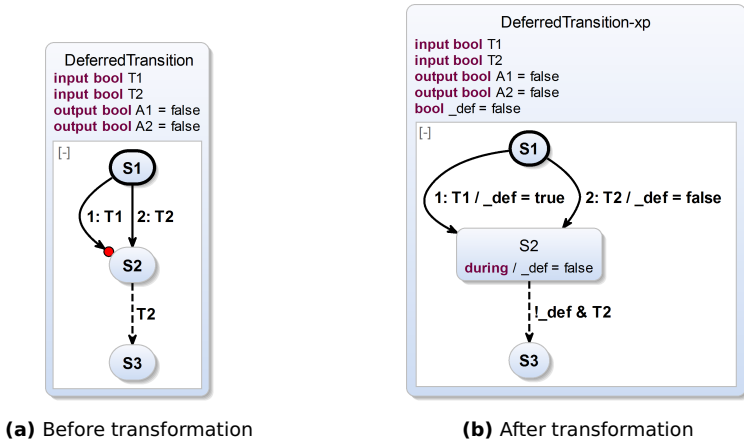 DeferredTransition
input bool T1
input bool T2
output bool A1 = false
output bool A2 = false
[-]
S1
1: T1
2: T2
S2
T2
S3
(a) Before transformation
DeferredTransition-xp
input bool T1
input bool T2
output bool A1 = false
output bool A2 = false
bool _def = false
[-]
S1
1: T1 / _def = true
2: T2 / _def = false
S2
during / _def = false
!_def & T2
S3
(b) After transformation